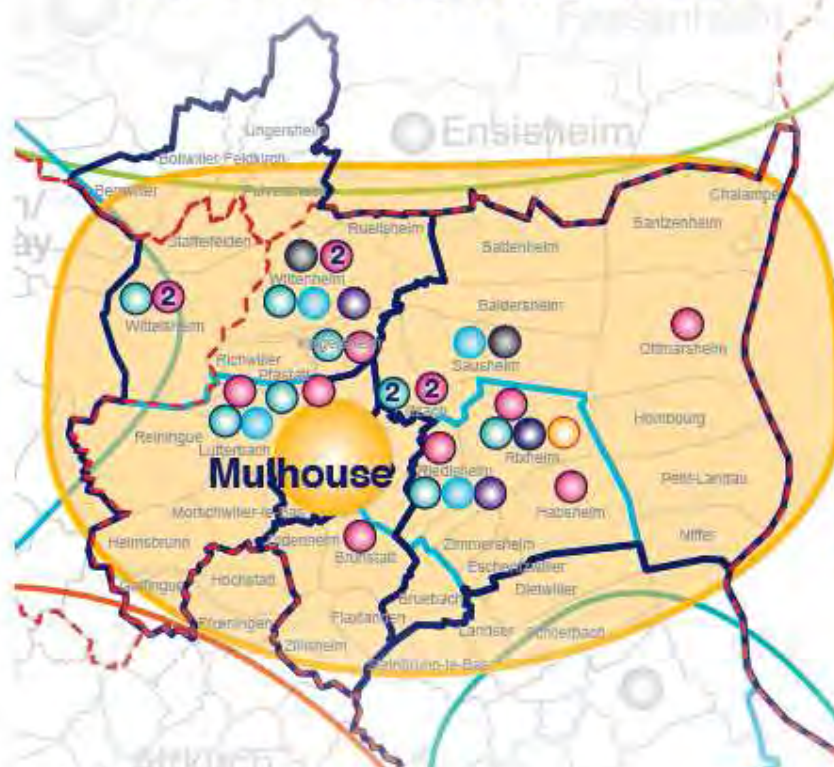 Fessenheim
Ungersheim
Ensisheim
Bollwiller Feldkirch
Berrwiller
Pulversheim
Chalampé
Ruelisheim
Bantzenheim
Staffelfelden
Battenheim
2
Wittenheim
2
Baldersheim
Wittelsheim
Ottmarsheim
Kingersheim
Sausheim
Richwiller
Pfastatt
2
2
Illzach
Hombourg
Reiningue
Lutterbach
Mulhouse
Riedisheim
Rixheim
Petit-Landau
Habsheim
Morschwiller-le-Bas
Niffer
Heimsbrunn
Didenheim
Brunstatt
Zimmersheim
Eschentzwiller
Galfingue
Hochstatt
Bruebach
Dietwiller
Froeningen
Flaxlanden
Landser
Schlierbach
Zillisheim
Steinbrunn-le-Bas
Altkirch